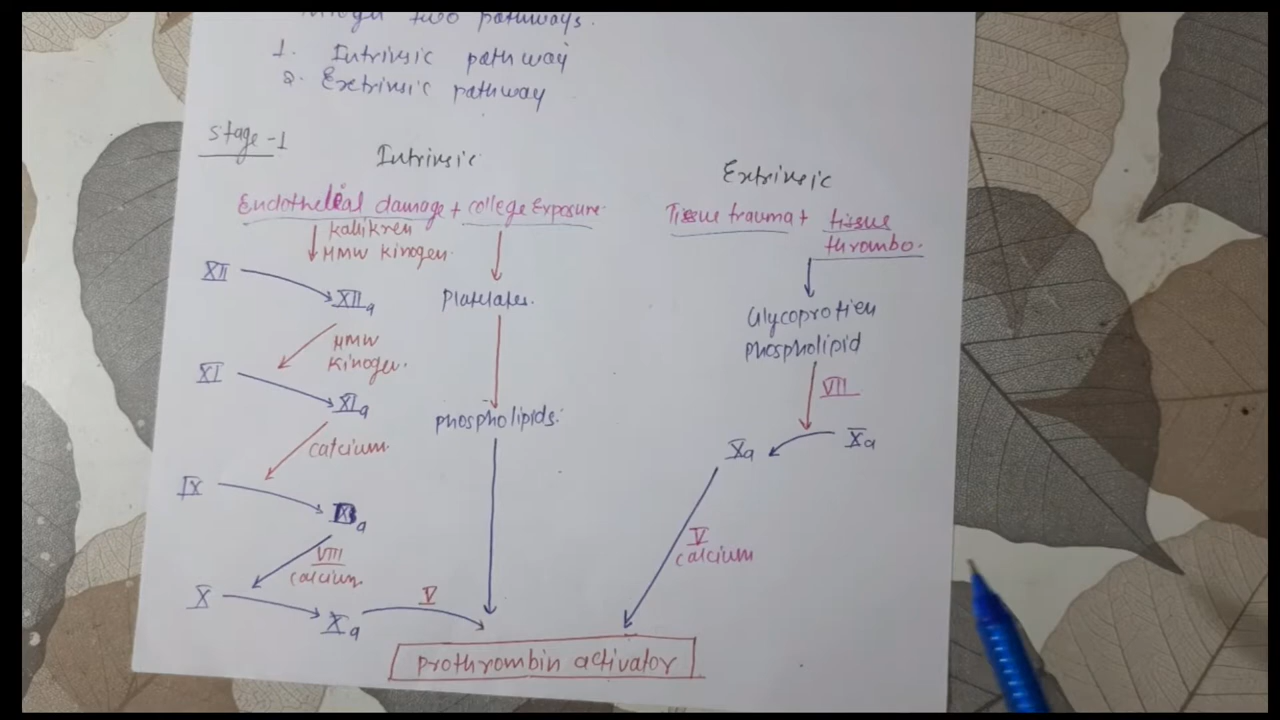 two pathways.
1. Intrinsic pathway
2. Extrinsic pathway
Stage-1
Intrinsic
Endothelial damage + college Exposure
Kallikren
HMW Kinogen.
XII
XIIa
HMW
Kinogen.
XI
XIa
Calcium.
IX
IXa
VIII
Calcium.
X
Xa
V
Platelates.
phospholipids.
Extrinsic
Tissue trauma + tissue
thrombo.
Glycoprotien
phospholipid
VII
Xa
Xa
V
Calcium
Prothrombin activator